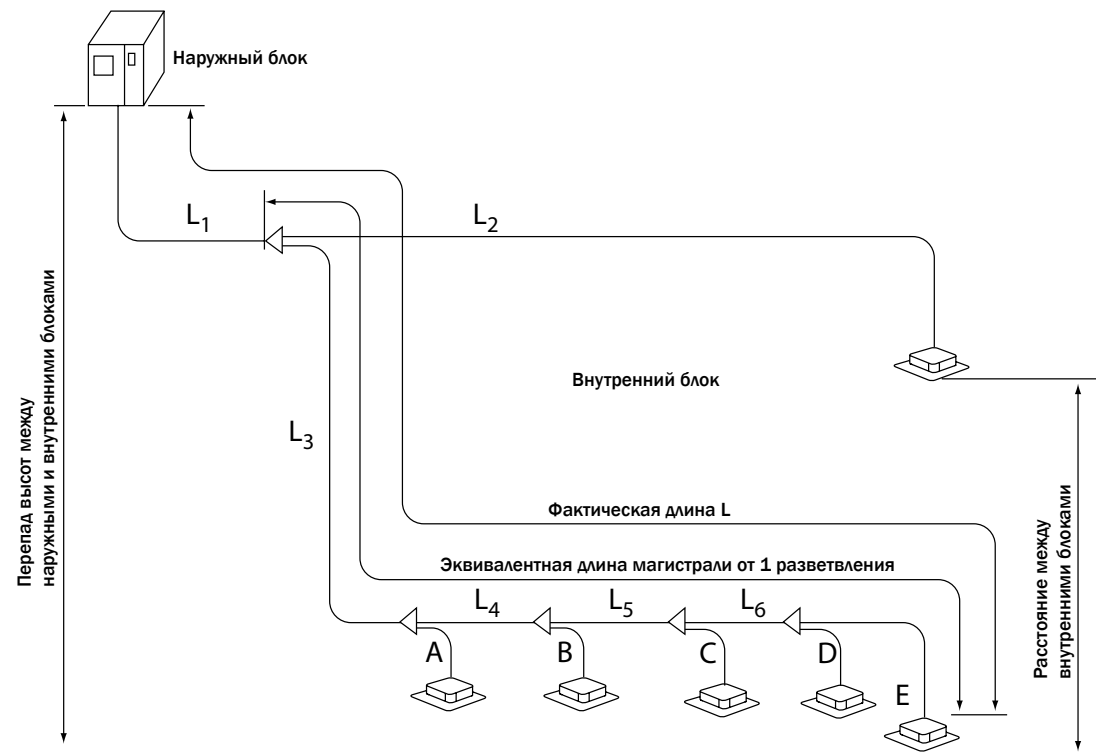 Наружный блок
L1
L2
Внутренний блок
L3
Фактическая длина L
Эквивалентная длина магистрали от 1 разветвления
L4
L5
L6
A
B
C
D
E
Перепад высот между
наружными и внутренними блоками
Расстояние между
внутренними блоками